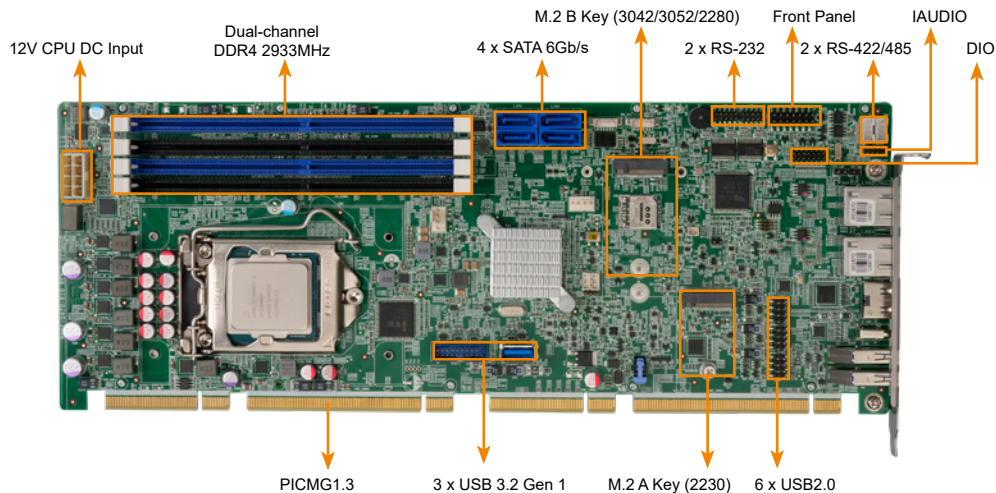 M.2 B Key (3042/3052/2280)
Front Panel
IAUDIO
12V CPU DC Input
Dual-channel
DDR4 2933MHz
4 x SATA 6Gb/s
2 x RS-232
2 x RS-422/485
DIO
PICMG1.3
3 x USB 3.2 Gen 1
M.2 A Key (2230)
6 x USB2.0